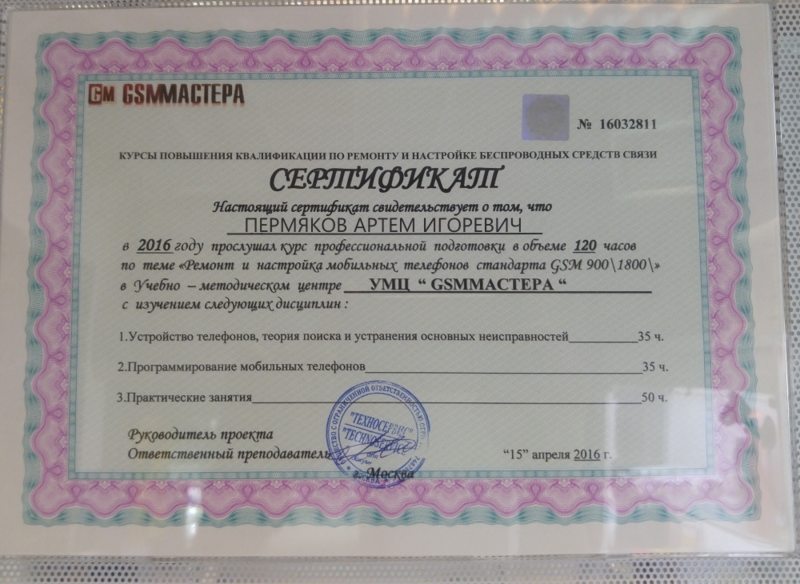 GM GSMМАСТЕРА
№ 16032811
КУРСЫ ПОВЫШЕНИЯ КВАЛИФИКАЦИИ ПО РЕМОНТУ И НАСТРОЙКЕ БЕСПРОВОДНЫХ СРЕДСТВ СВЯЗИ
СЕРТИФИКАТ
Настоящий сертификат свидетельствует о том, что
ПЕРМЯКОВ АРТЕМ ИГОРЕВИЧ
в 2016 году прослушал курс профессиональной подготовки в объеме 120 часов
по теме «Ремонт и настройка мобильных телефонов стандарта GSM 900\1800\»
в Учебно – методическом центре УМЦ “ GSMМАСТЕРА “
с изучением следующих дисциплин :
1.Устройство телефонов, теория поиска и устранения основных неисправностей 35 ч.
2.Программирование мобильных телефонов 35 ч.
3.Практические занятия 50 ч.
"ТЕХНОСЕРВИС"
Руководитель проекта
Ответственный преподаватель
“15” апреля 2016 г.
Москва